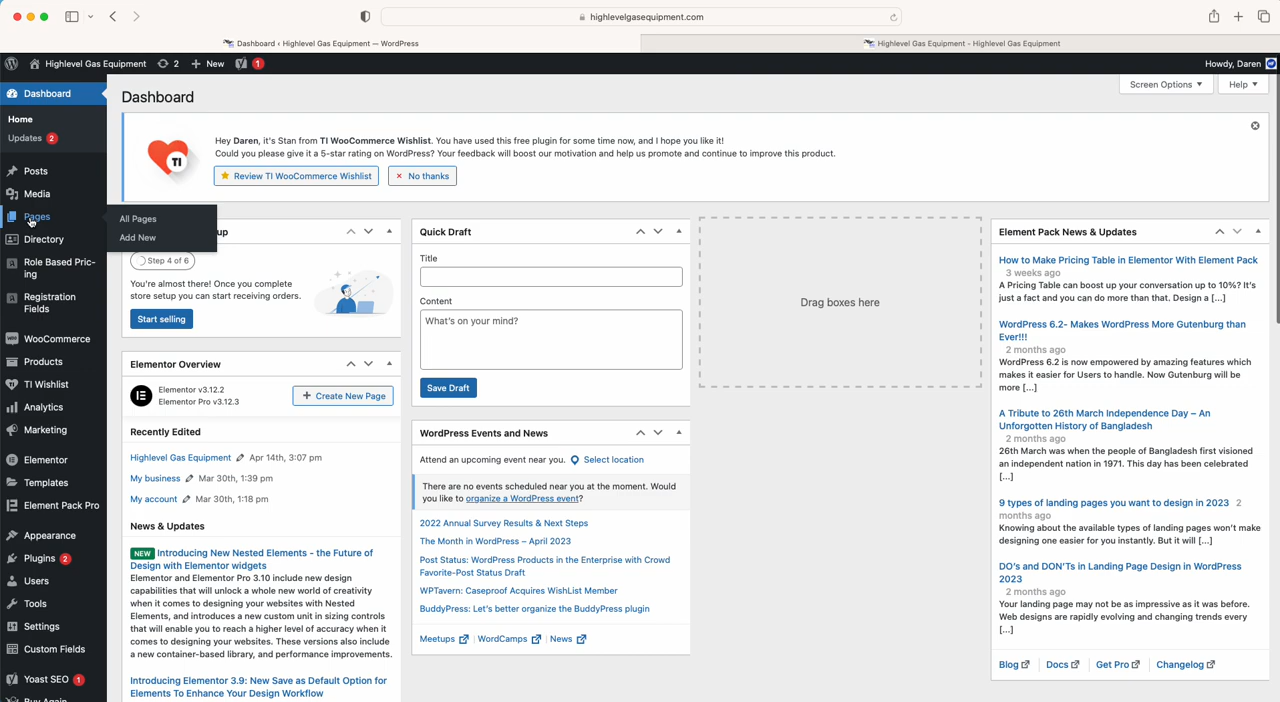 highlevelgasequipment.com
Dashboard ‹ Highlevel Gas Equipment — WordPress
Highlevel Gas Equipment - Highlevel Gas Equipment
Highlevel Gas Equipment
2
New
1
Howdy, Daren
Dashboard
Home
Updates 2
Posts
Media
Pages
All Pages
Add New
Directory
Role Based Pric-
ing
Registration
Fields
WooCommerce
Products
TI Wishlist
Analytics
Marketing
Elementor
Templates
Element Pack Pro
Appearance
Plugins 2
Users
Tools
Settings
Custom Fields
Yoast SEO 1
Buy Again
Dashboard
Screen Options
Help
TI
Hey Daren, it's Stan from TI WooCommerce Wishlist. You have used this free plugin for some time now, and I hope you like it!
Could you please give it a 5-star rating on WordPress? Your feedback will boost our motivation and help us promote and continue to improve this product.
Review TI WooCommerce Wishlist
No thanks
up
Step 4 of 6
You're almost there! Once you complete
store setup you can start receiving orders.
Start selling
Elementor Overview
Elementor v3.12.2
Elementor Pro v3.12.3
Create New Page
Recently Edited
Highlevel Gas Equipment Apr 14th, 3:07 pm
My business Mar 30th, 1:39 pm
My account Mar 30th, 1:18 pm
News & Updates
NEW Introducing New Nested Elements - the Future of
Design with Elementor widgets
Elementor and Elementor Pro 3.10 include new design
capabilities that will unlock a whole new world of creativity
when it comes to designing your websites with Nested
Elements, and introduces a new custom unit in sizing controls
that will enable you to reach a higher level of accuracy when it
comes to designing your websites. These versions also include
a new container-based library, and performance improvements.
Introducing Elementor 3.9: New Save as Default Option for
Elements To Enhance Your Design Workflow
Quick Draft
Title
Content
What's on your mind?
Save Draft
WordPress Events and News
Attend an upcoming event near you. Select location
There are no events scheduled near you at the moment. Would
you like to organize a WordPress event?
2022 Annual Survey Results & Next Steps
The Month in WordPress – April 2023
Post Status: WordPress Products in the Enterprise with Crowd
Favorite-Post Status Draft
WPTavern: Caseproof Acquires WishList Member
BuddyPress: Let's better organize the BuddyPress plugin
Meetups
WordCamps
News
Drag boxes here
Element Pack News & Updates
How to Make Pricing Table in Elementor With Element Pack
3 weeks ago
A Pricing Table can boost up your conversation up to 10%? It's
just a fact and you can do more than that. Design a [...]
WordPress 6.2- Makes WordPress More Gutenburg than
Ever!!!
2 months ago
WordPress 6.2 is now empowered by amazing features which
makes it easier for Users to handle. Now Gutenburg will be
more [...]
A Tribute to 26th March Independence Day – An
Unforgotten History of Bangladesh
2 months ago
26th March was when the people of Bangladesh first visioned
an independent nation in 1971. This day has been celebrated
[...]
9 types of landing pages you want to design in 2023 2
months ago
Knowing about the available types of landing pages won't make
designing one easier for you instantly. But it will [...]
DO's and DON'Ts in Landing Page Design in WordPress
2023
2 months ago
Your landing page may not be as impressive as it was before.
Web designs are rapidly evolving and changing trends every
[...]
Blog
Docs
Get Pro
Changelog